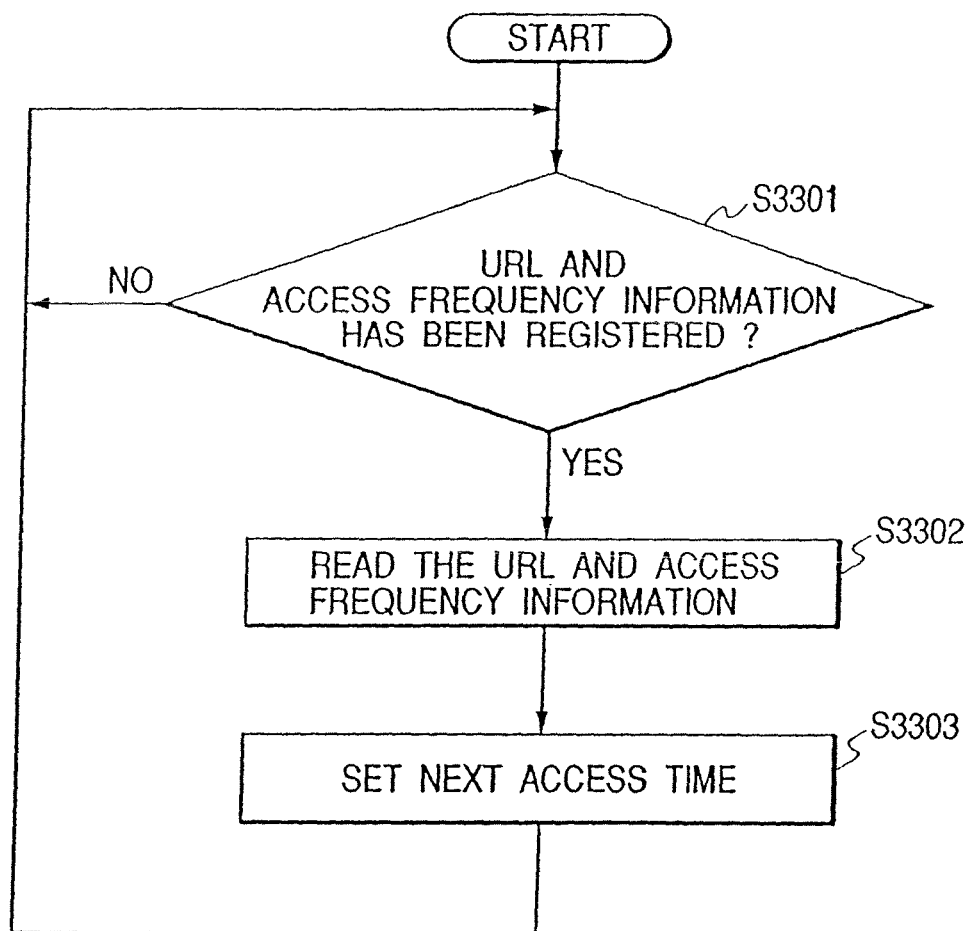 START
S3301
URL AND
ACCESS FREQUENCY INFORMATION
HAS BEEN REGISTERED ?
NO
YES
S3302
READ THE URL AND ACCESS
FREQUENCY INFORMATION
S3303
SET NEXT ACCESS TIME